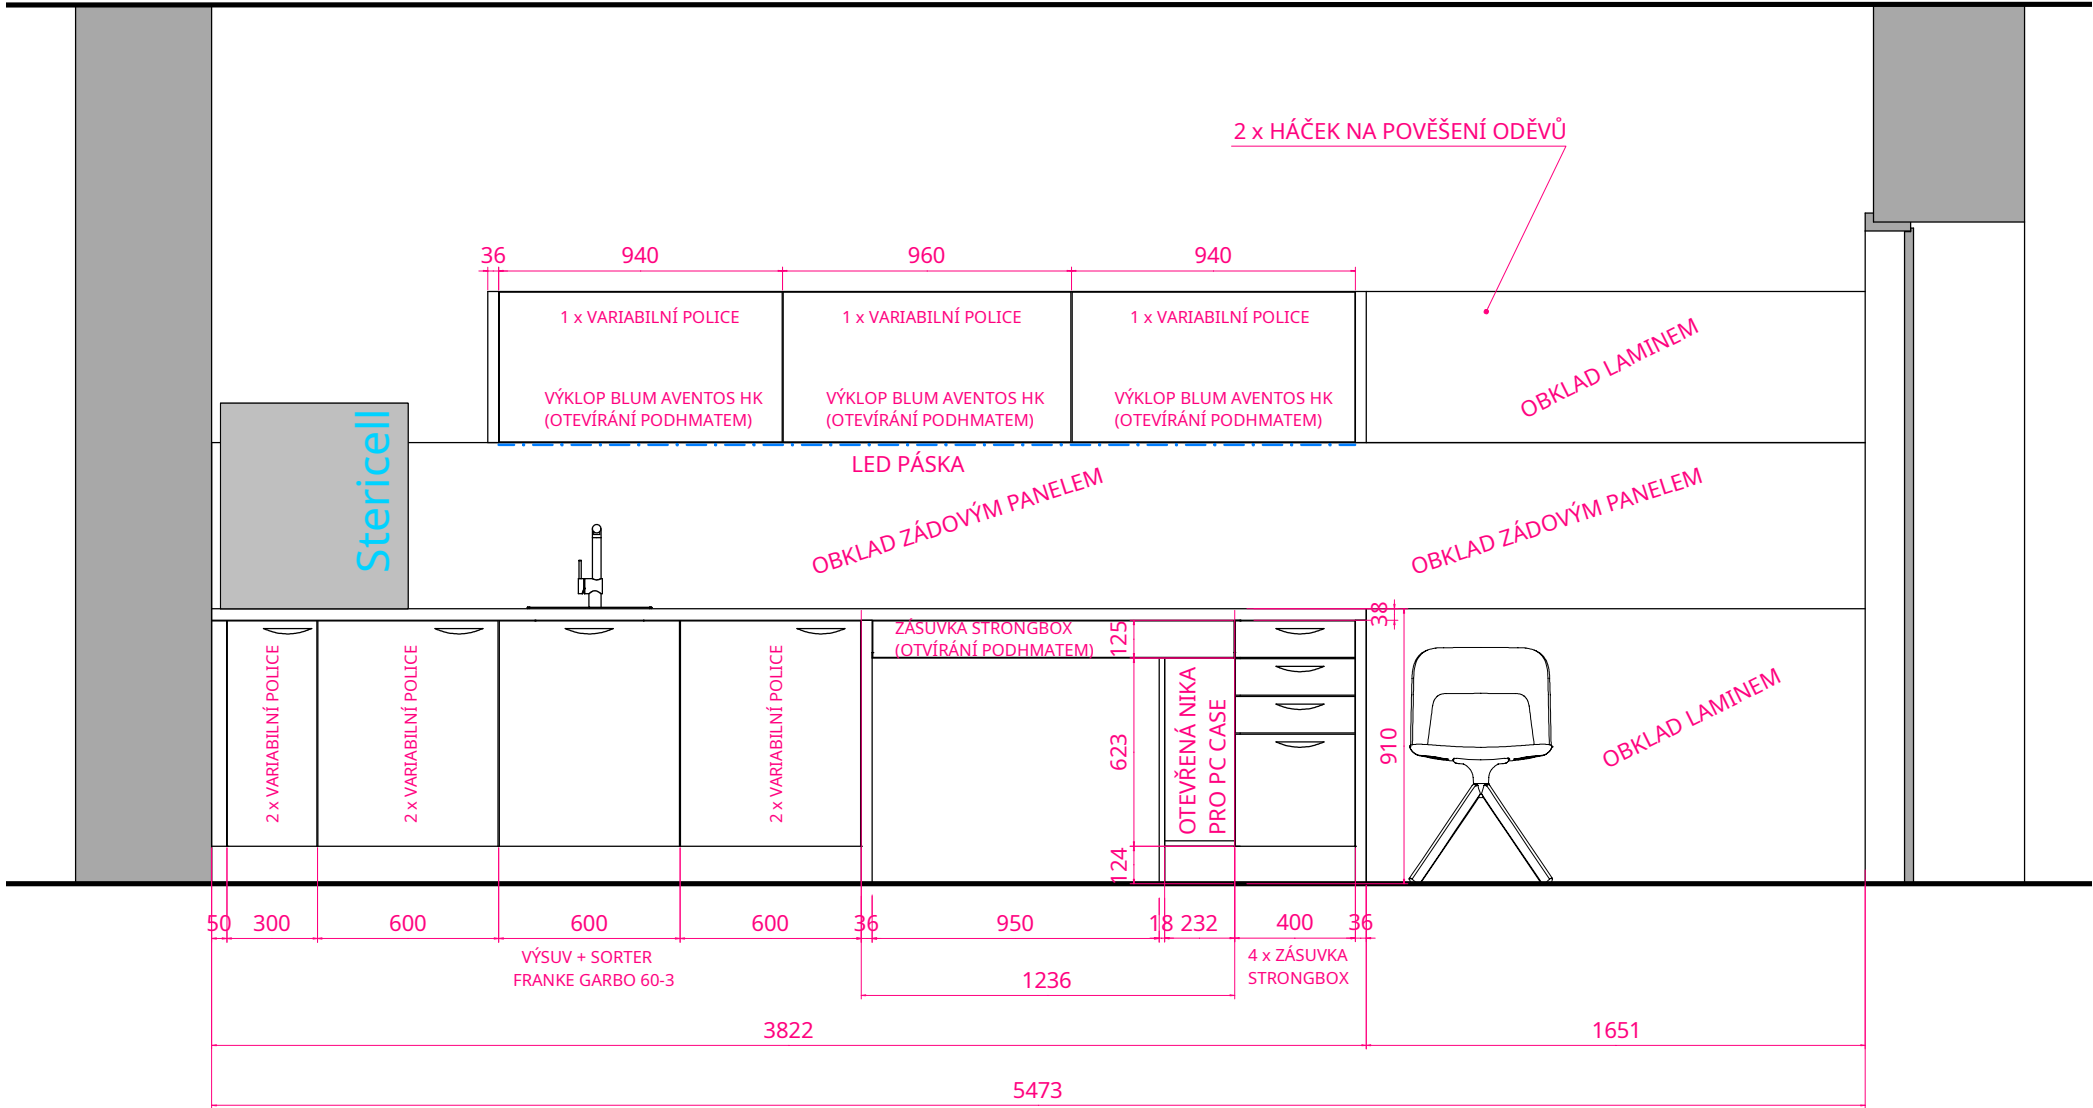 2 x HÁČEK NA POVĚŠENÍ ODĚVŮ
36
940
960
940
1 x VARIABILNÍ POLICE
1 x VARIABILNÍ POLICE
1 x VARIABILNÍ POLICE
OBKLAD LAMINEM
VÝKLOP BLUM AVENTOS HK
(OTEVÍRÁNÍ PODHMATEM)
VÝKLOP BLUM AVENTOS HK
(OTEVÍRÁNÍ PODHMATEM)
VÝKLOP BLUM AVENTOS HK
(OTEVÍRÁNÍ PODHMATEM)
Stericell
LED PÁSKA
OBKLAD ZÁDOVÝM PANELEM
OBKLAD ZÁDOVÝM PANELEM
38
ZÁSUVKA STRONGBOX
(OTVÍRÁNÍ PODHMATEM)
125
2 x VARIABILNÍ POLICE
2 x VARIABILNÍ POLICE
2 x VARIABILNÍ POLICE
623
OTEVŘENÁ NIKA
PRO PC CASE
910
OBKLAD LAMINEM
124
50
300
600
600
600
36
950
18
232
400
36
VÝSUV + SORTER
FRANKE GARBO 60-3
4 x ZÁSUVKA
STRONGBOX
1236
3822
1651
5473